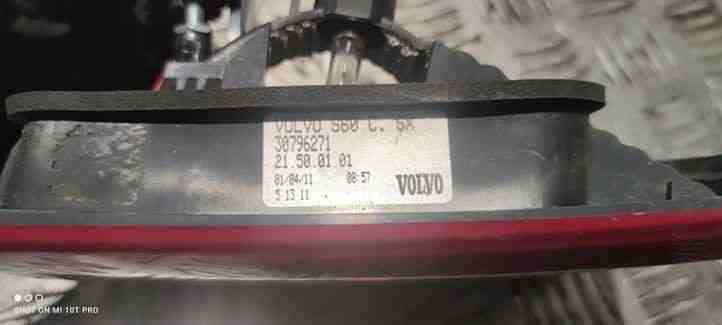 VOLVO S60 C. SX
30796271
21.50.01 01
01/04/11 08:57
5 13 11 .
VOLVO
SHOT ON MI 10T PRO